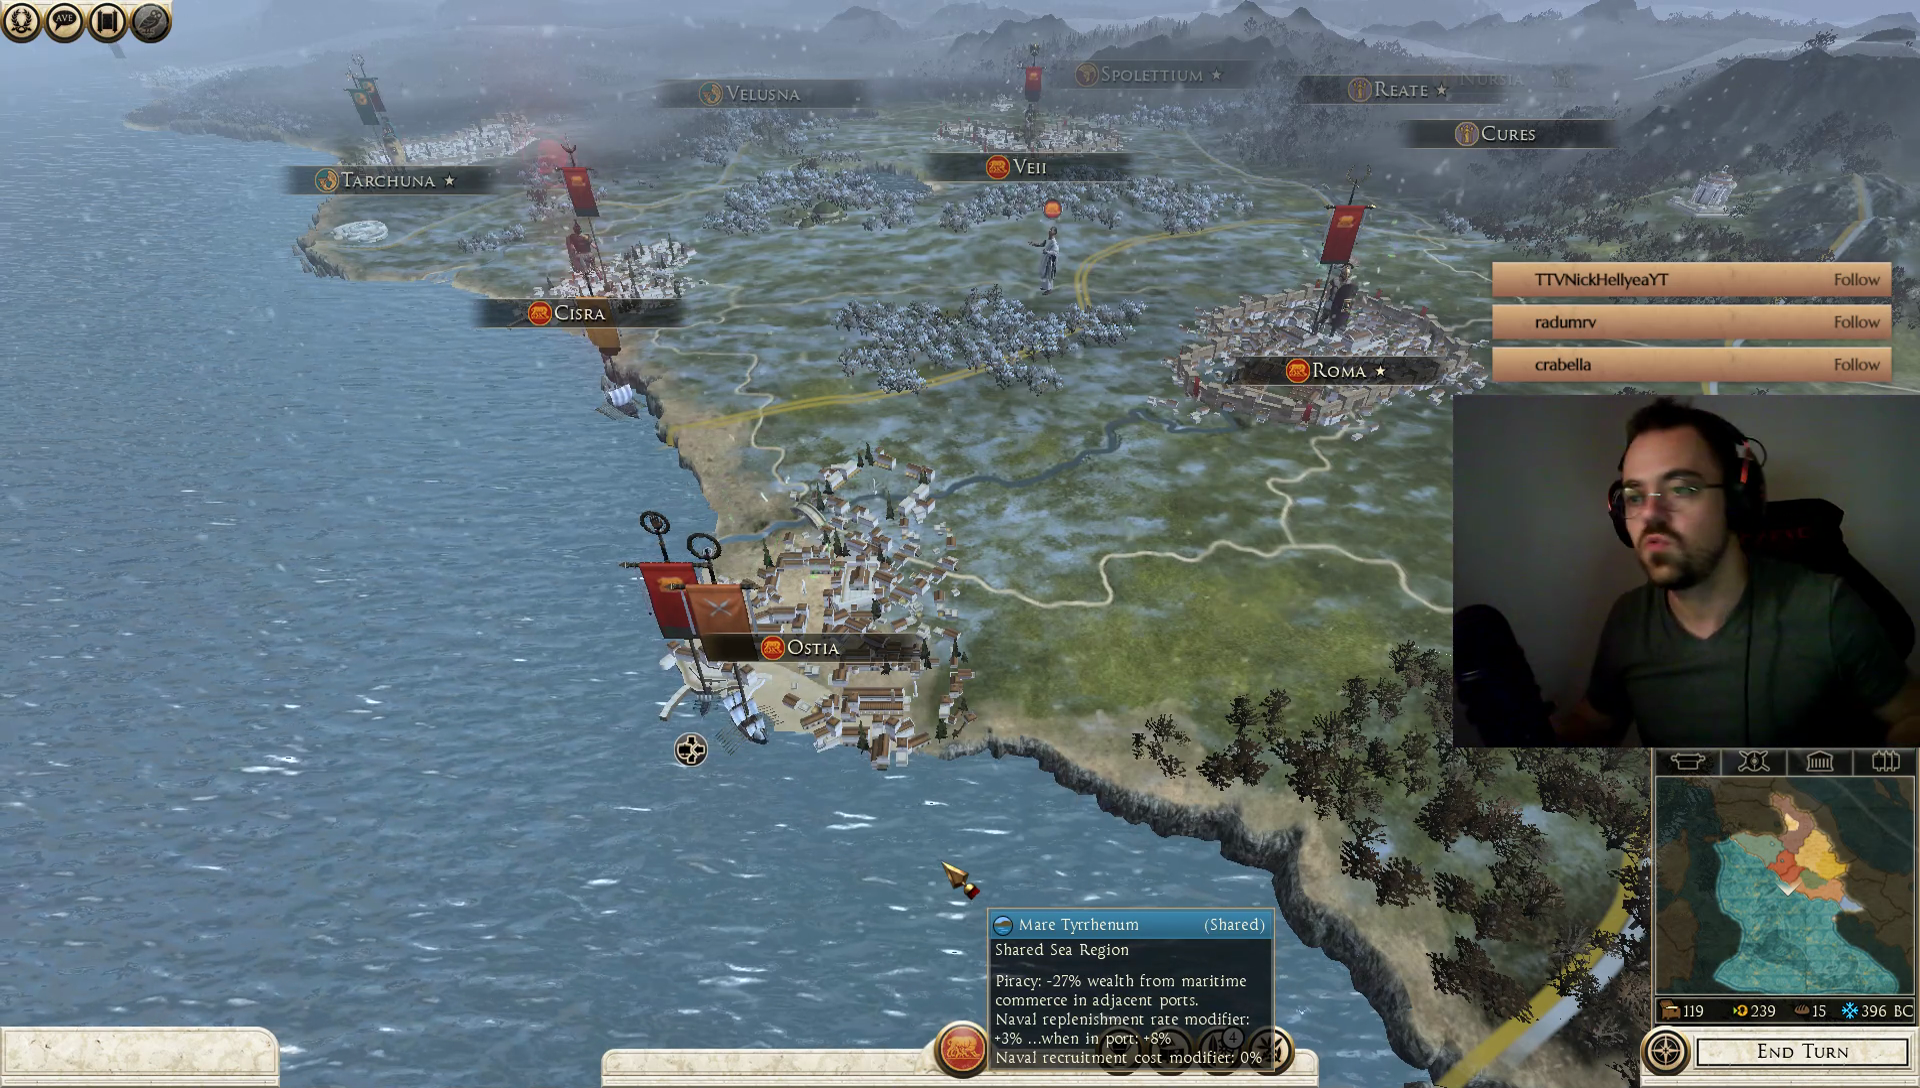 AVE
Spolettium
Nursia
Velusna
Reate
Cures
Veii
Tarchuna
TTVNickHellyeaYT Follow
Cisra
radumrv Follow
crabella Follow
Roma
Ostia
Mare Tyrrhenum (Shared)
Shared Sea Region
Piracy: -27% wealth from maritime
commerce in adjacent ports.
Naval replenishment rate modifier:
+3% ...when in port: +8%
Naval recruitment cost modifier: 0%
4
119 239 15 396 BC
End Turn